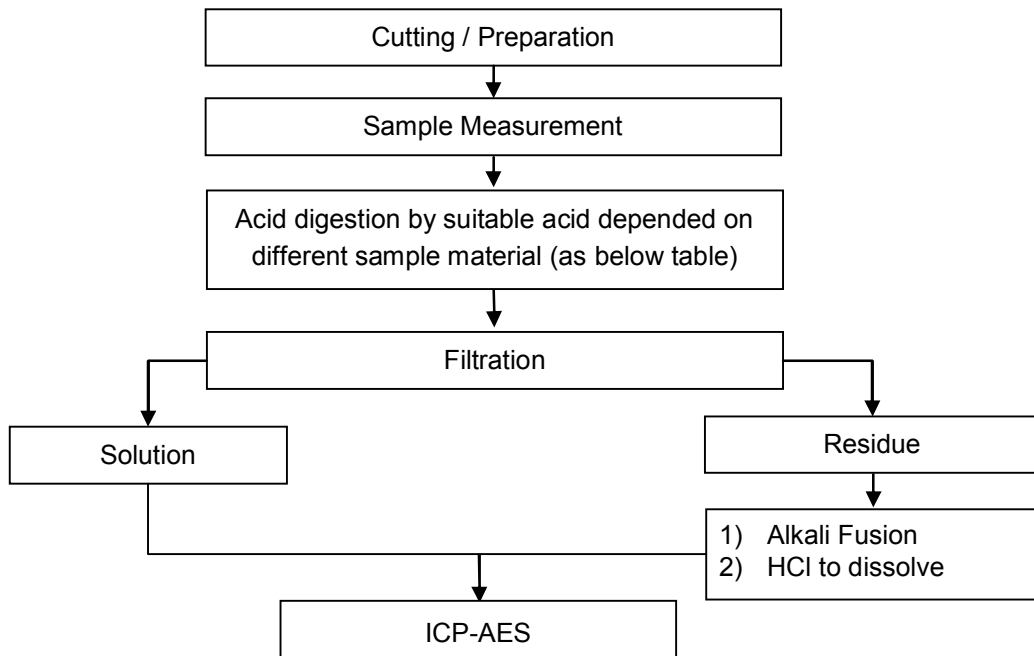 Cutting / Preparation
Sample Measurement
Acid digestion by suitable acid depended on
different sample material (as below table)
Filtration
Solution
Residue
1) Alkali Fusion
2) HCl to dissolve
ICP-AES